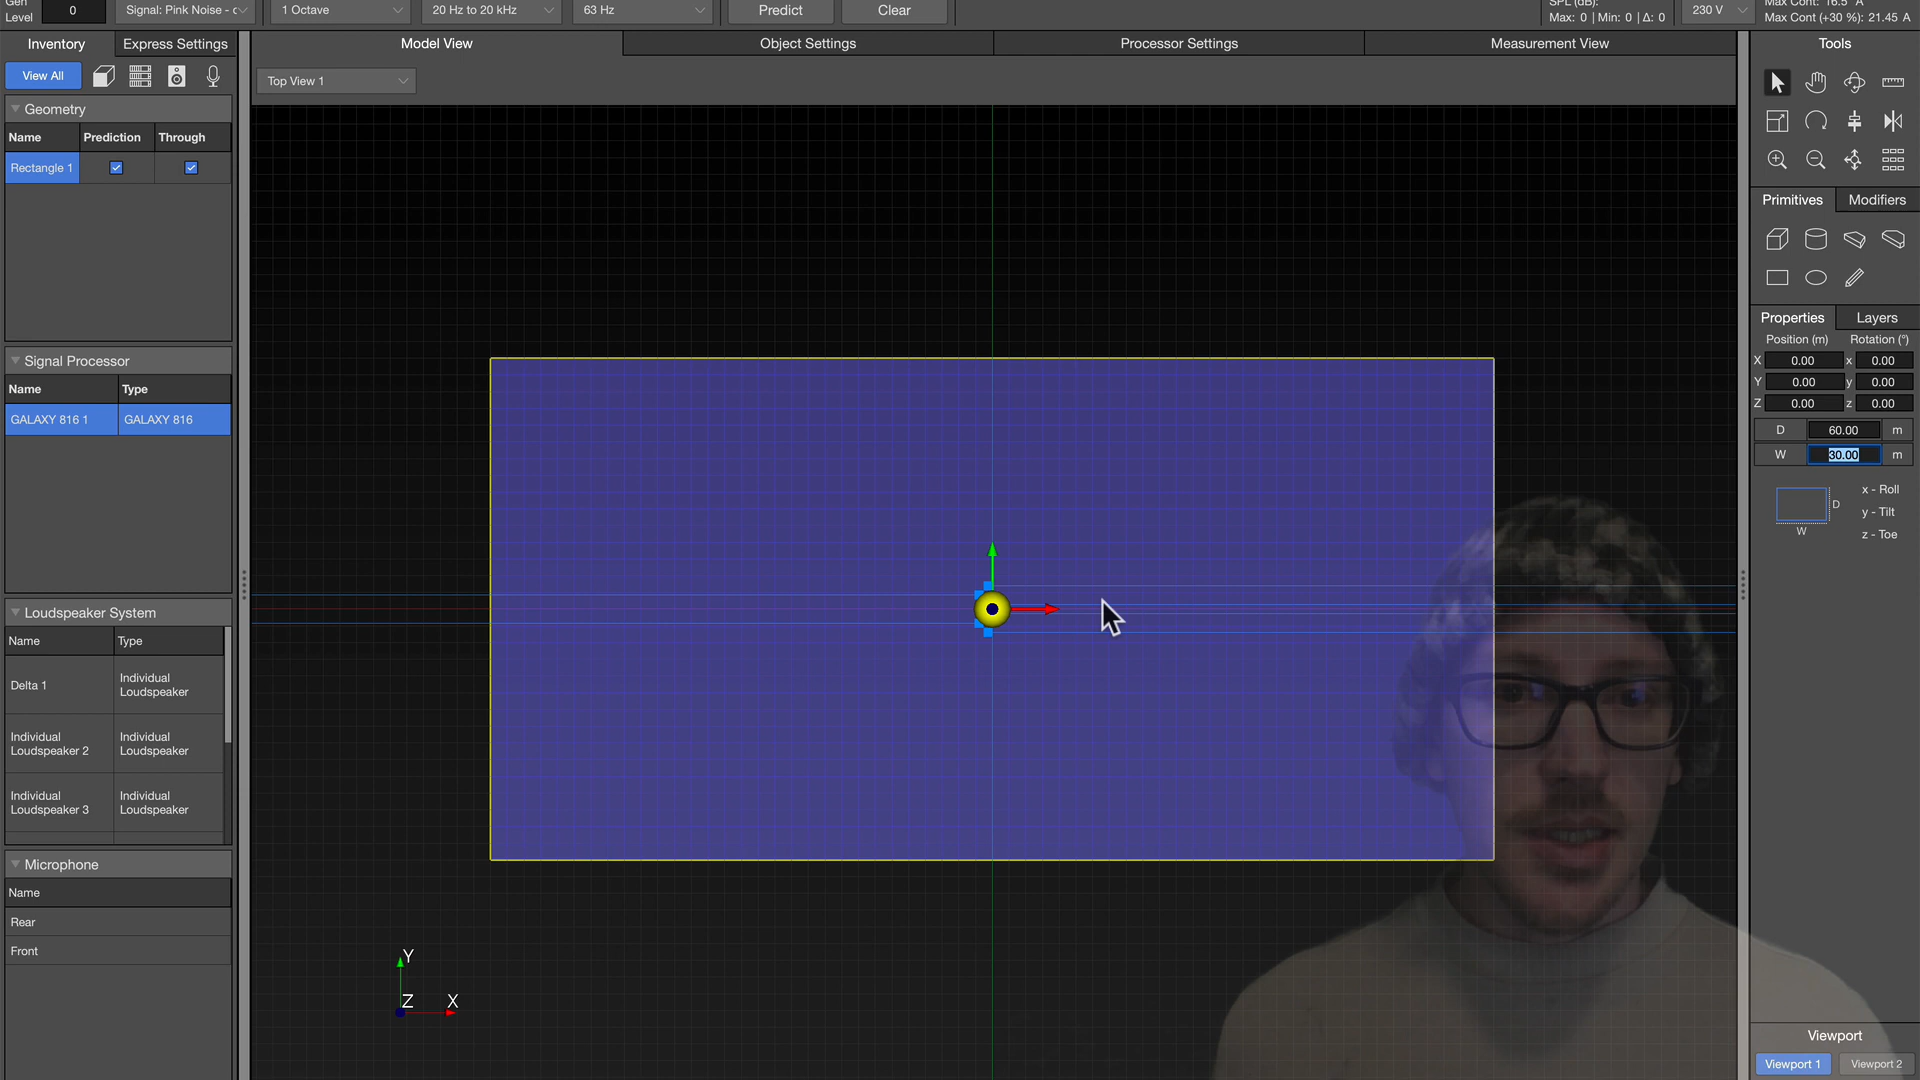 Gen
Level
0
Signal: Pink Noise -
1 Octave
20 Hz to 20 kHz
63 Hz
Predict
Clear
SPL (dB):
Max: 0 | Min: 0 | Δ: 0
230 V
Max Cont: 16.5 A
Max Cont (+30 %): 21.45 A
Inventory
Express Settings
Model View
Object Settings
Processor Settings
Measurement View
Tools
View All
Top View 1
Geometry
Name Prediction Through
Rectangle 1
Signal Processor
Name Type
GALAXY 816 1 GALAXY 816
Loudspeaker System
Name Type
Delta 1 Individual
Loudspeaker
Individual
Loudspeaker 2
Individual
Loudspeaker
Individual
Loudspeaker 3
Individual
Loudspeaker
Microphone
Name
Rear
Front
Y
Z
X
Primitives Modifiers
Properties Layers
Position (m) Rotation (°)
X 0.00 x 0.00
Y 0.00 y 0.00
Z 0.00 z 0.00
D 60.00 m
W 30.00 m
D
W
x - Roll
y - Tilt
z - Toe
Viewport
Viewport 1 Viewport 2